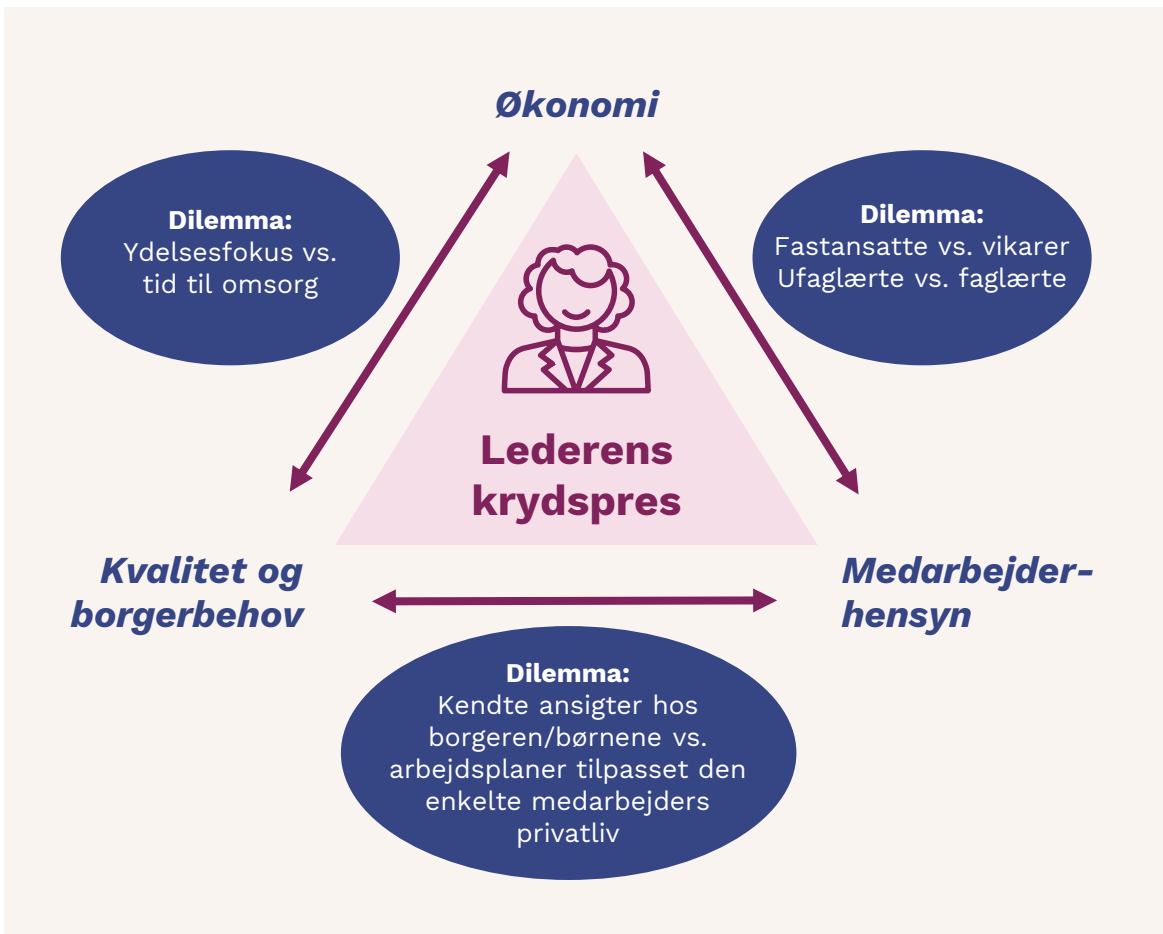 Økonomi
Dilemma:
Ydelsesfokus vs.
tid til omsorg
Dilemma:
Fastansatte vs. vikarer
Ufaglærte vs. faglærte
Lederens
krydspres
Kvalitet og
borgerbehov
Medarbejder-
hensyn
Dilemma:
Kendte ansigter hos
borgeren/børnene vs.
arbejdsplaner tilpasset den
enkelte medarbejders
privatliv